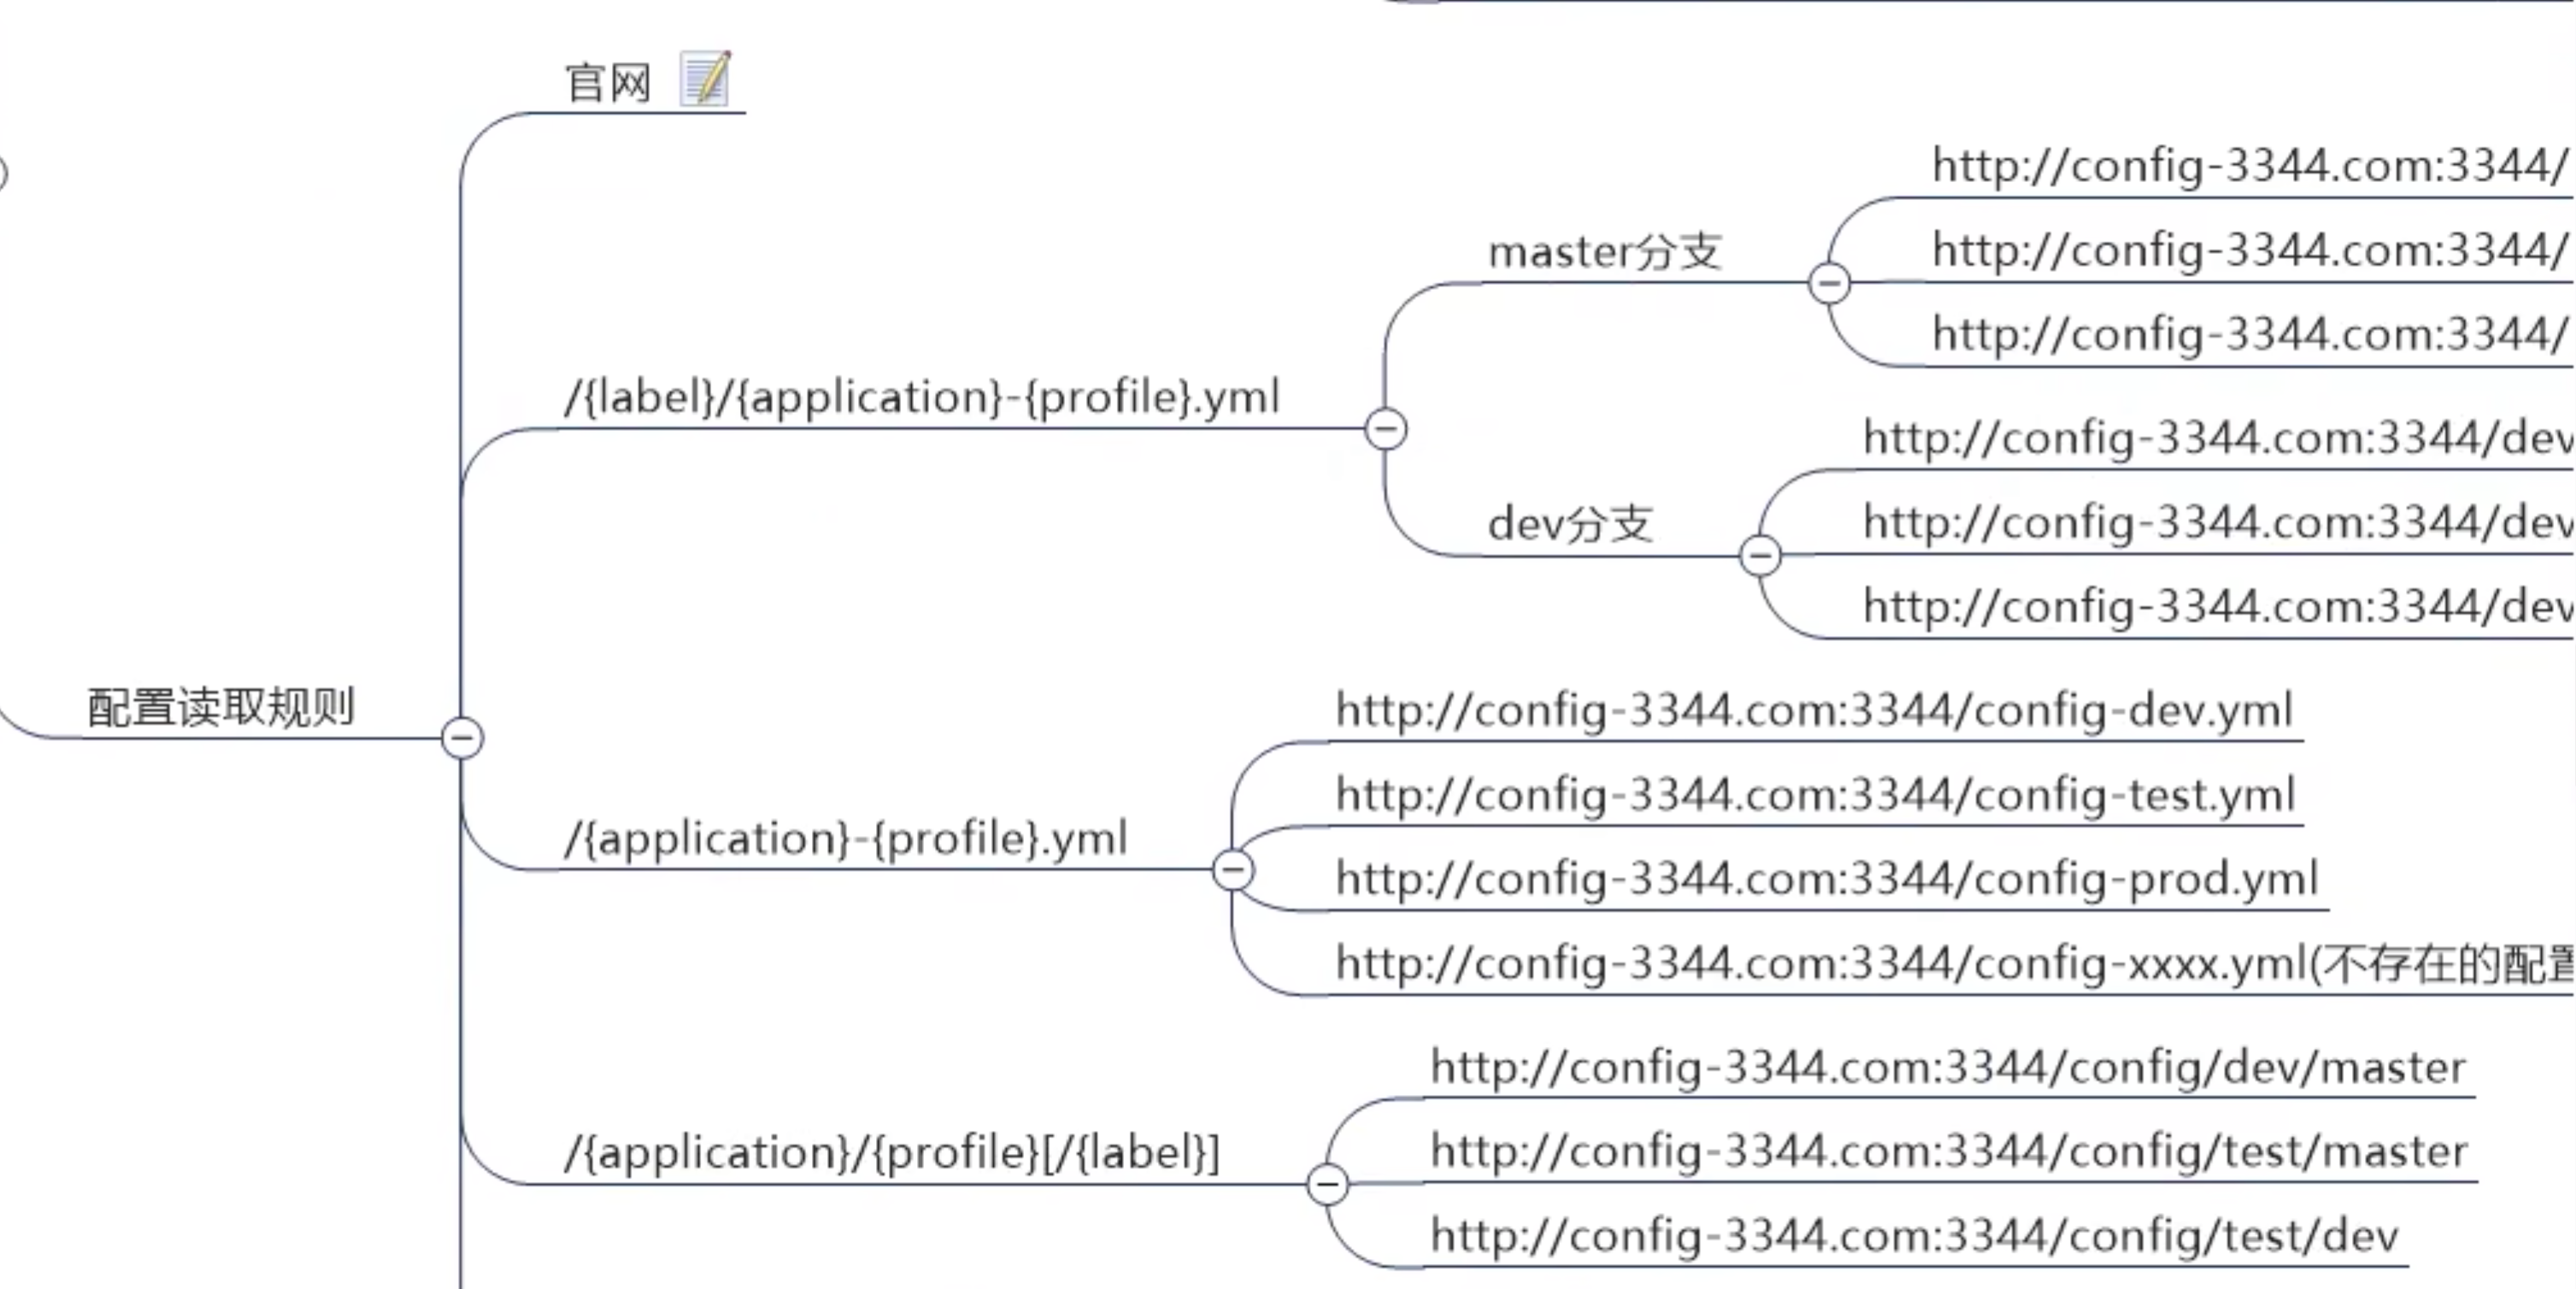 官网
http://config-3344.com:3344/
http://config-3344.com:3344/
master分支
http://config-3344.com:3344/
/{label}/{application}-{profile}.yml
http://config-3344.com:3344/dev
http://config-3344.com:3344/dev
dev分支
http://config-3344.com:3344/dev
配置读取规则
http://config-3344.com:3344/config-dev.yml
http://config-3344.com:3344/config-test.yml
/{application}-{profile}.yml
http://config-3344.com:3344/config-prod.yml
http://config-3344.com:3344/config-xxxx.yml(不存在的配置
http://config-3344.com:3344/config/dev/master
/{application}/{profile}[/{label}]
http://config-3344.com:3344/config/test/master
http://config-3344.com:3344/config/test/dev